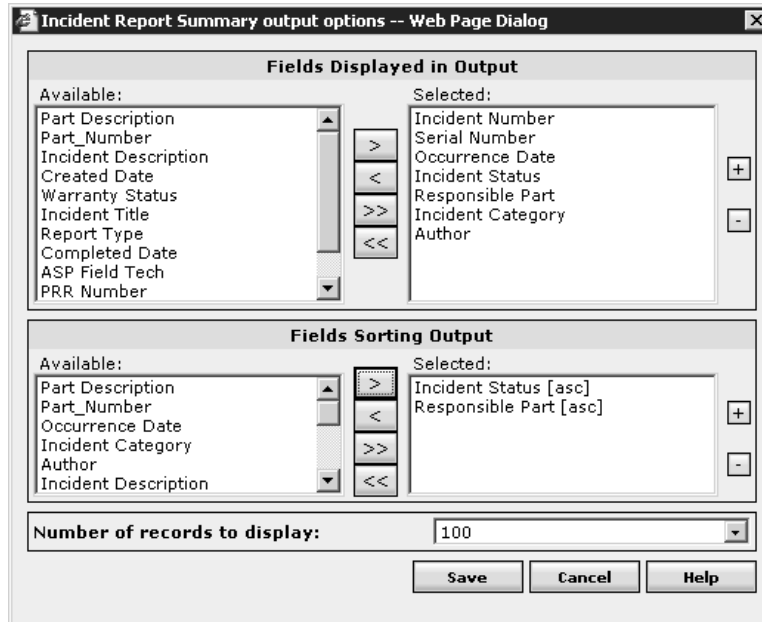 Incident Report Summary output options -- Web Page Dialog
Fields Displayed in Output
Available:
Part Description
Part_Number
Incident Description
Created Date
Warranty Status
Incident Title
Report Type
Completed Date
ASP Field Tech
PRR Number
>
<
>>
<<
Selected:
Incident Number
Serial Number
Occurrence Date
Incident Status
Responsible Part
Incident Category
Author
+
-
Fields Sorting Output
Available:
Part Description
Part_Number
Occurrence Date
Incident Category
Author
Incident Description
>
<
>>
<<
Selected:
Incident Status [asc]
Responsible Part [asc]
+
-
Number of records to display:
100
Save
Cancel
Help